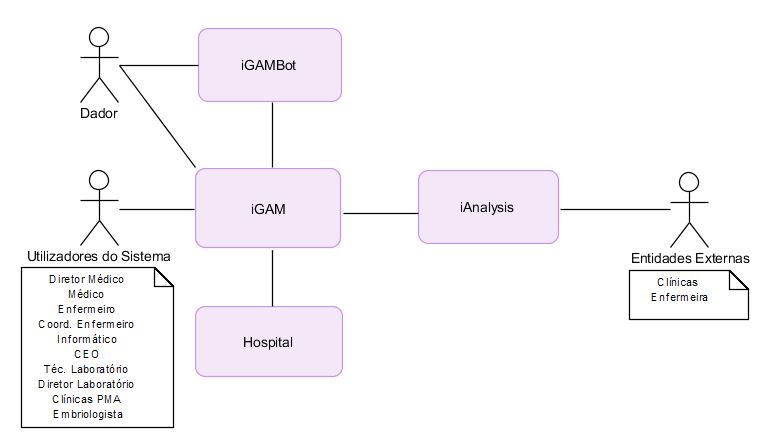 iGAMBot
Dador
iGAM
iAnalysis
Utilizadores do Sistema
Entidades Externas
Diretor Médico
Médico
Enfermeiro
Coord. Enfermeiro
Informático
CEO
Téc. Laboratório
Diretor Laboratório
Clínicas PMA
Embriologista
Clínicas
Enfermeira
Hospital